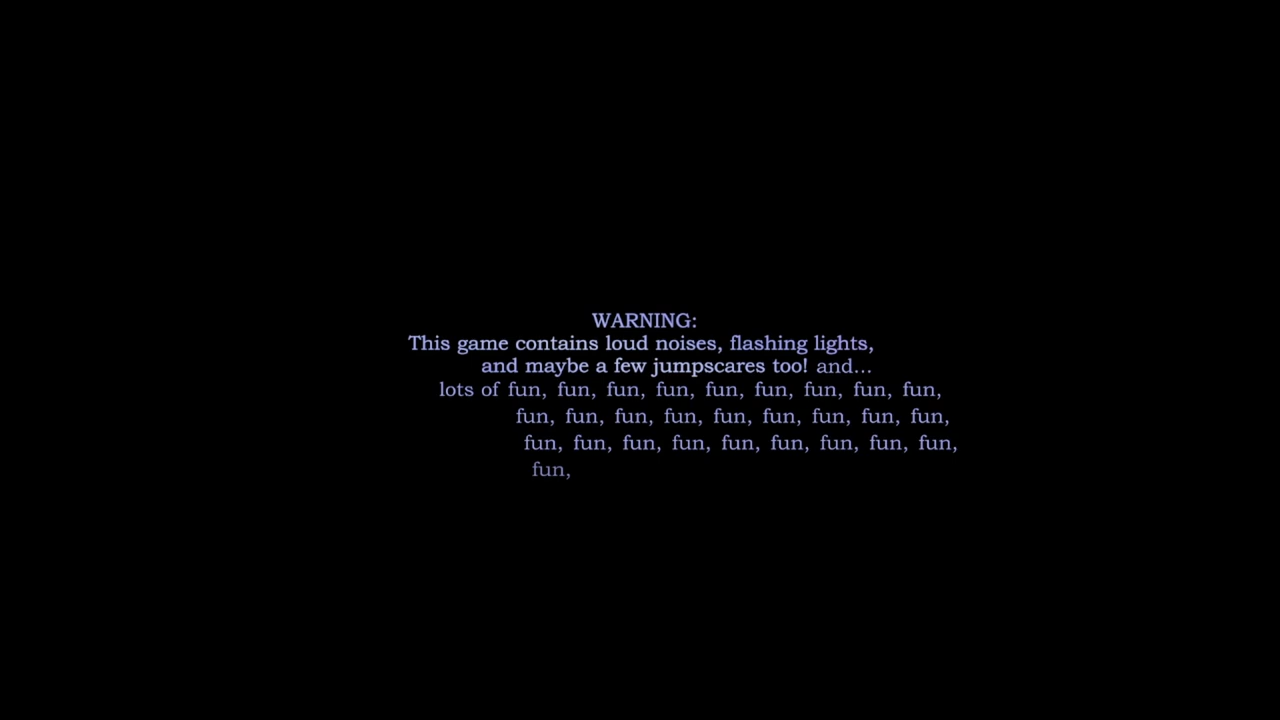 WARNING:
This game contains loud noises, flashing lights,
and maybe a few jumpscares too! and...
lots of fun, fun, fun, fun, fun, fun, fun, fun, fun,
fun, fun, fun, fun, fun, fun, fun, fun, fun,
fun, fun, fun, fun, fun, fun, fun, fun, fun,
fun,